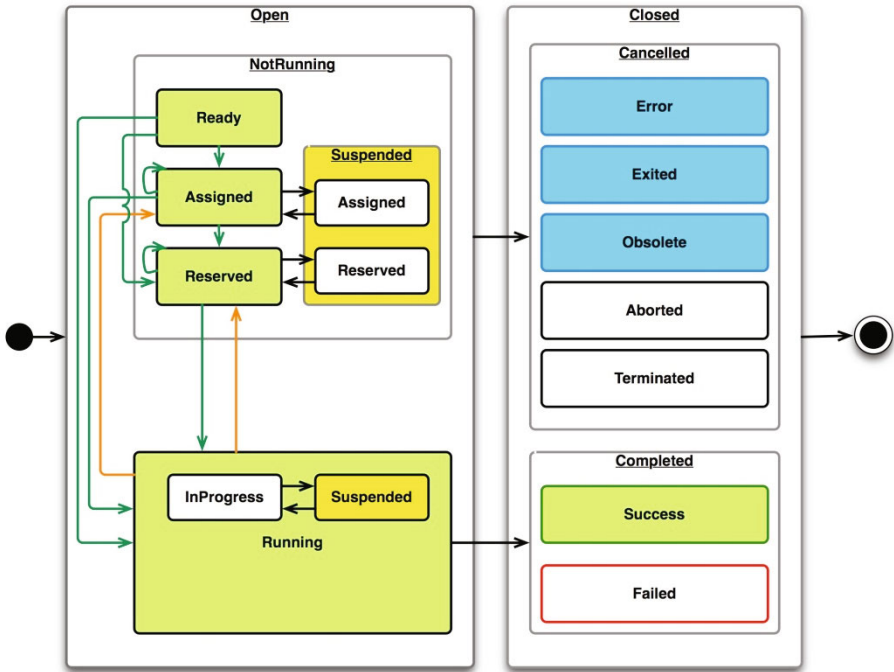 Open
NotRunning
Ready
Assigned
Reserved
Suspended
Assigned
Reserved
InProgress
Suspended
Running
Closed
Cancelled
Error
Exited
Obsolete
Aborted
Terminated
Completed
Success
Failed